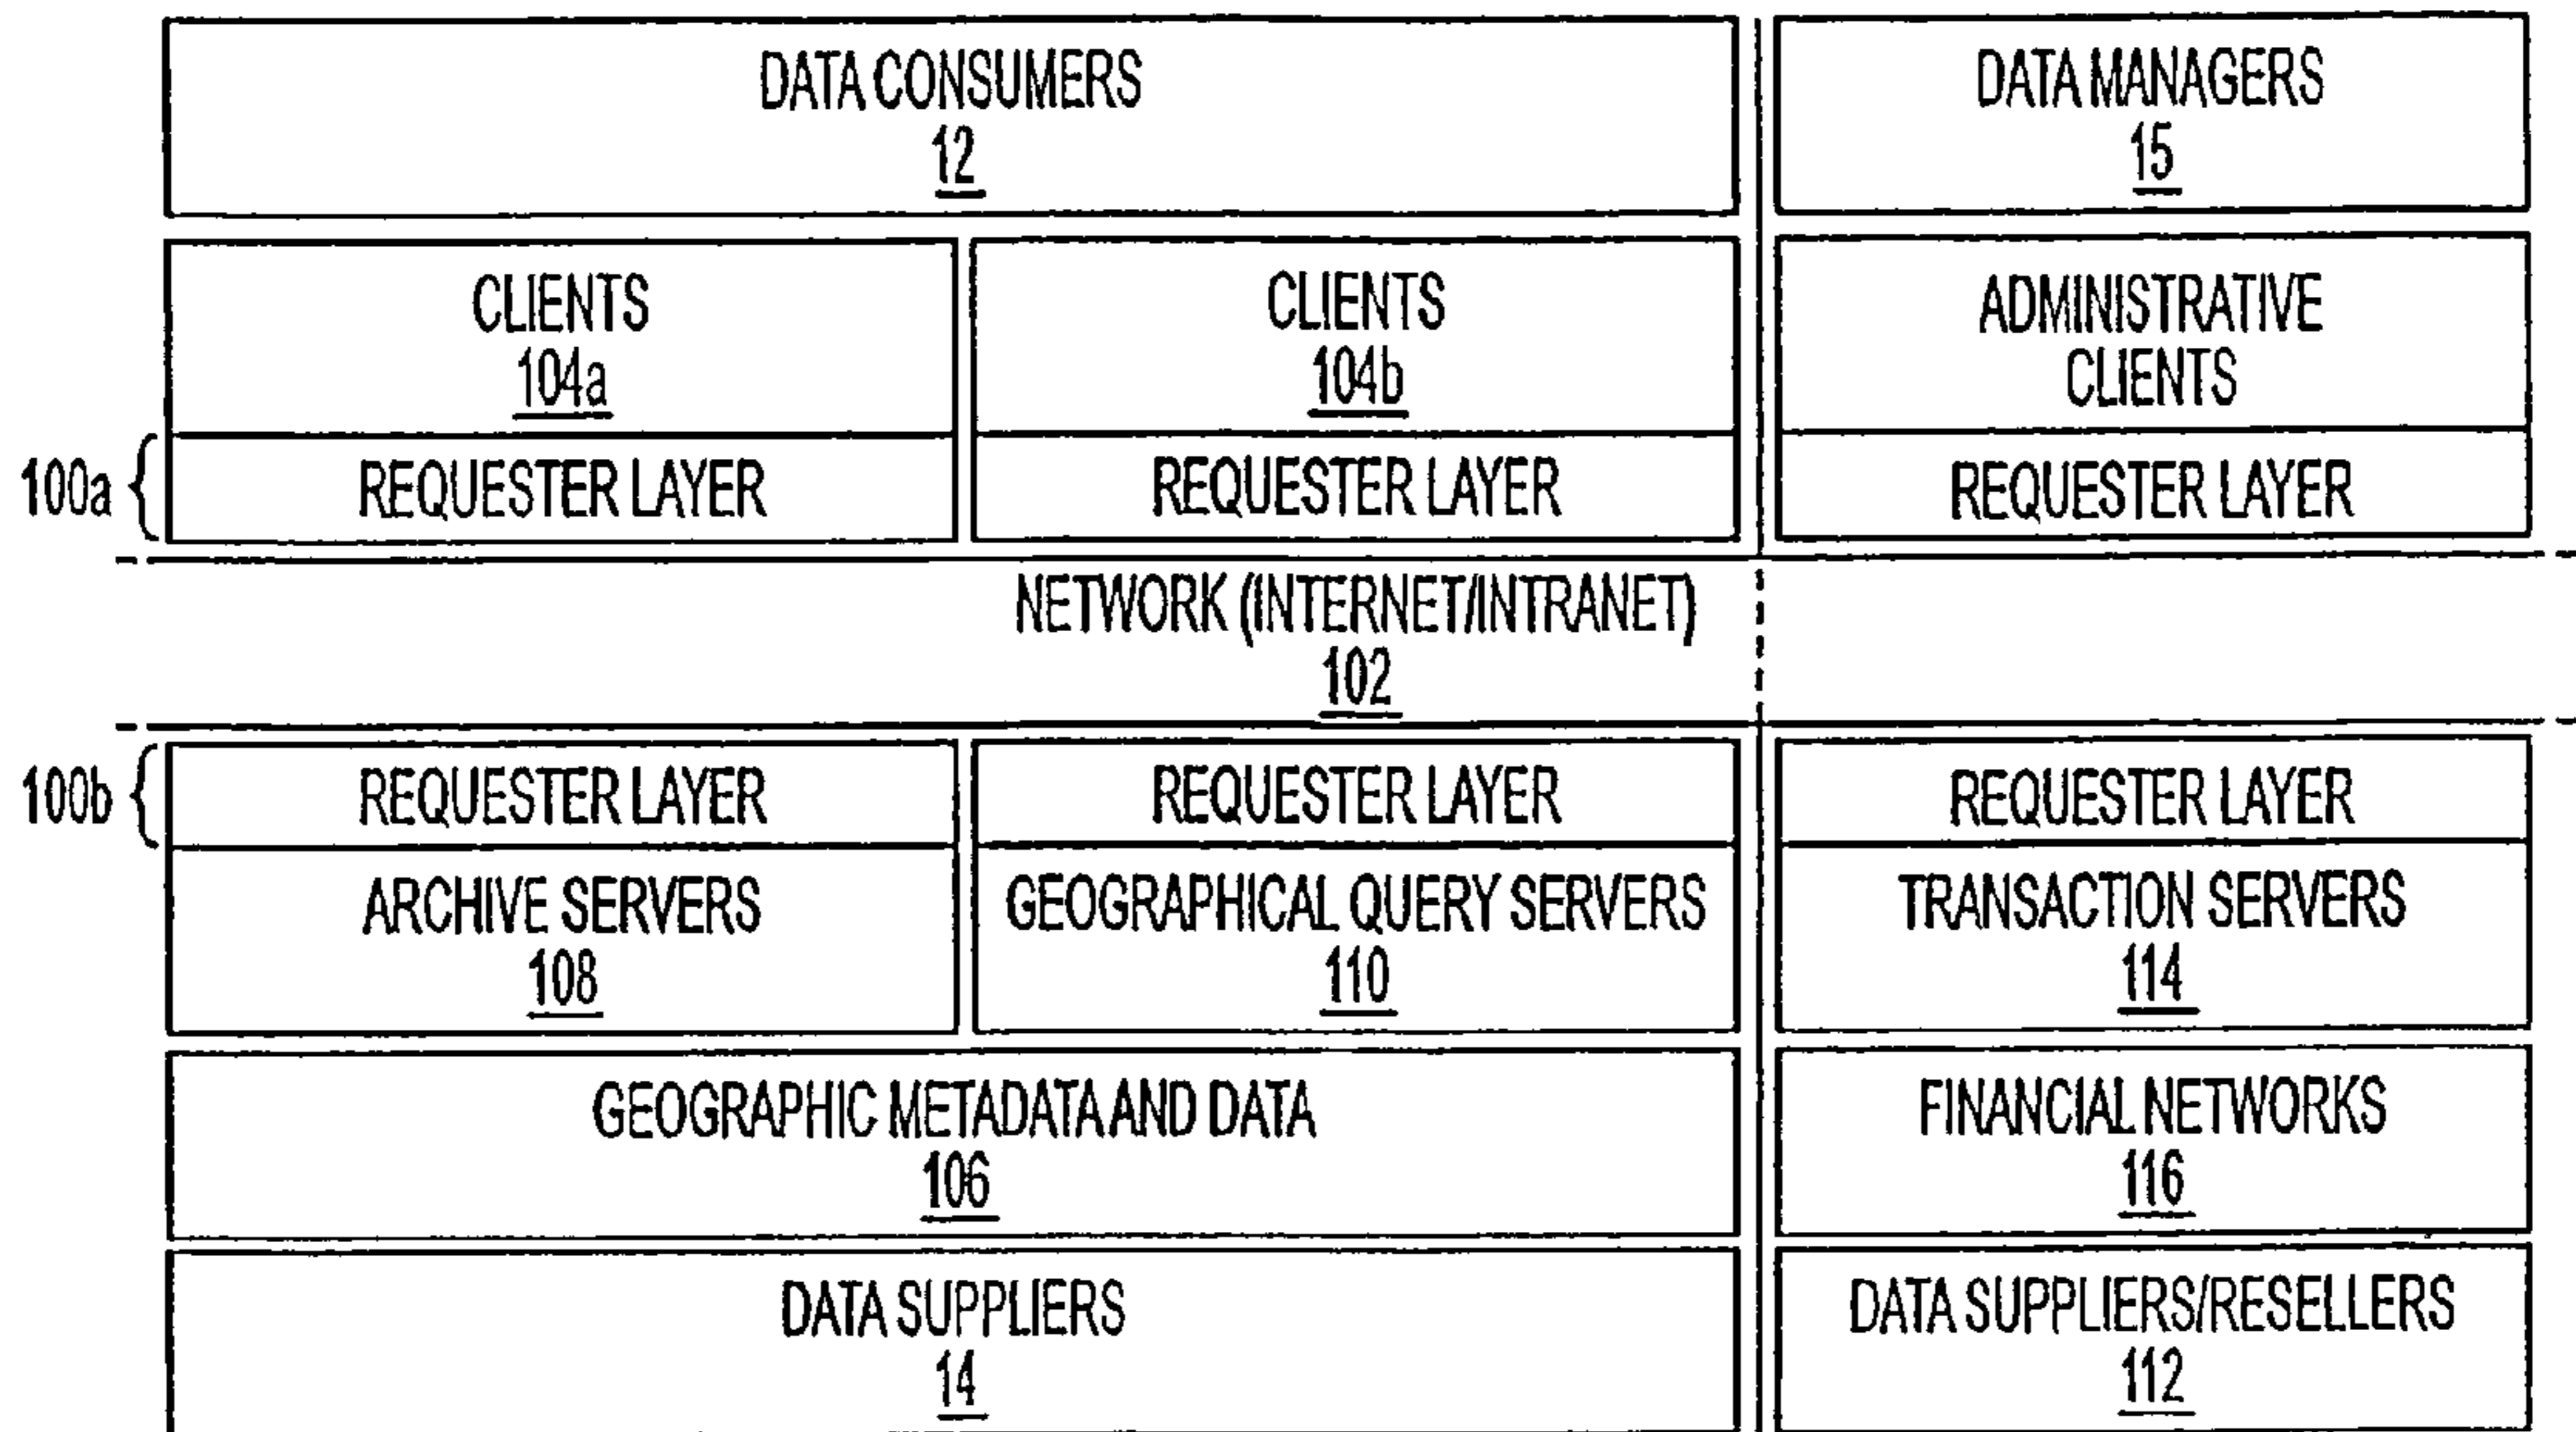 DATA CONSUMERS
12
DATA MANAGERS
15
CLIENTS
104a
CLIENTS
104b
ADMINISTRATIVE
CLIENTS
100a
REQUESTER LAYER
REQUESTER LAYER
REQUESTER LAYER
NETWORK (INTERNET/INTRANET)
102
100b
REQUESTER LAYER
REQUESTER LAYER
REQUESTER LAYER
ARCHIVE SERVERS
108
GEOGRAPHICAL QUERY SERVERS
110
TRANSACTION SERVERS
114
GEOGRAPHIC METADATA AND DATA
106
FINANCIAL NETWORKS
116
DATA SUPPLIERS
14
DATA SUPPLIERS/RESELLERS
112